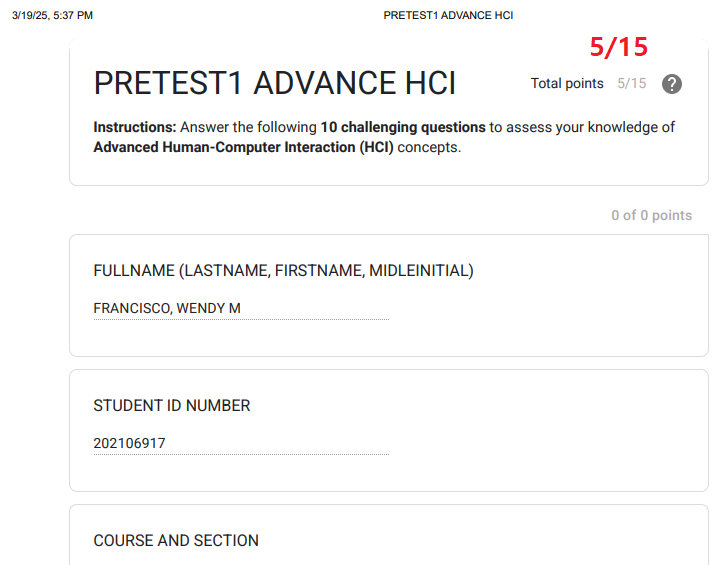 3/19/25, 5:37 PM PRETEST1 ADVANCE HCI
5/15
PRETEST1 ADVANCE HCI
Total points 5/15 ?
Instructions: Answer the following 10 challenging questions to assess your knowledge of
Advanced Human-Computer Interaction (HCI) concepts.
0 of 0 points
FULLNAME (LASTNAME, FIRSTNAME, MIDLEINITIAL)
FRANCISCO, WENDY M
STUDENT ID NUMBER
202106917
COURSE AND SECTION